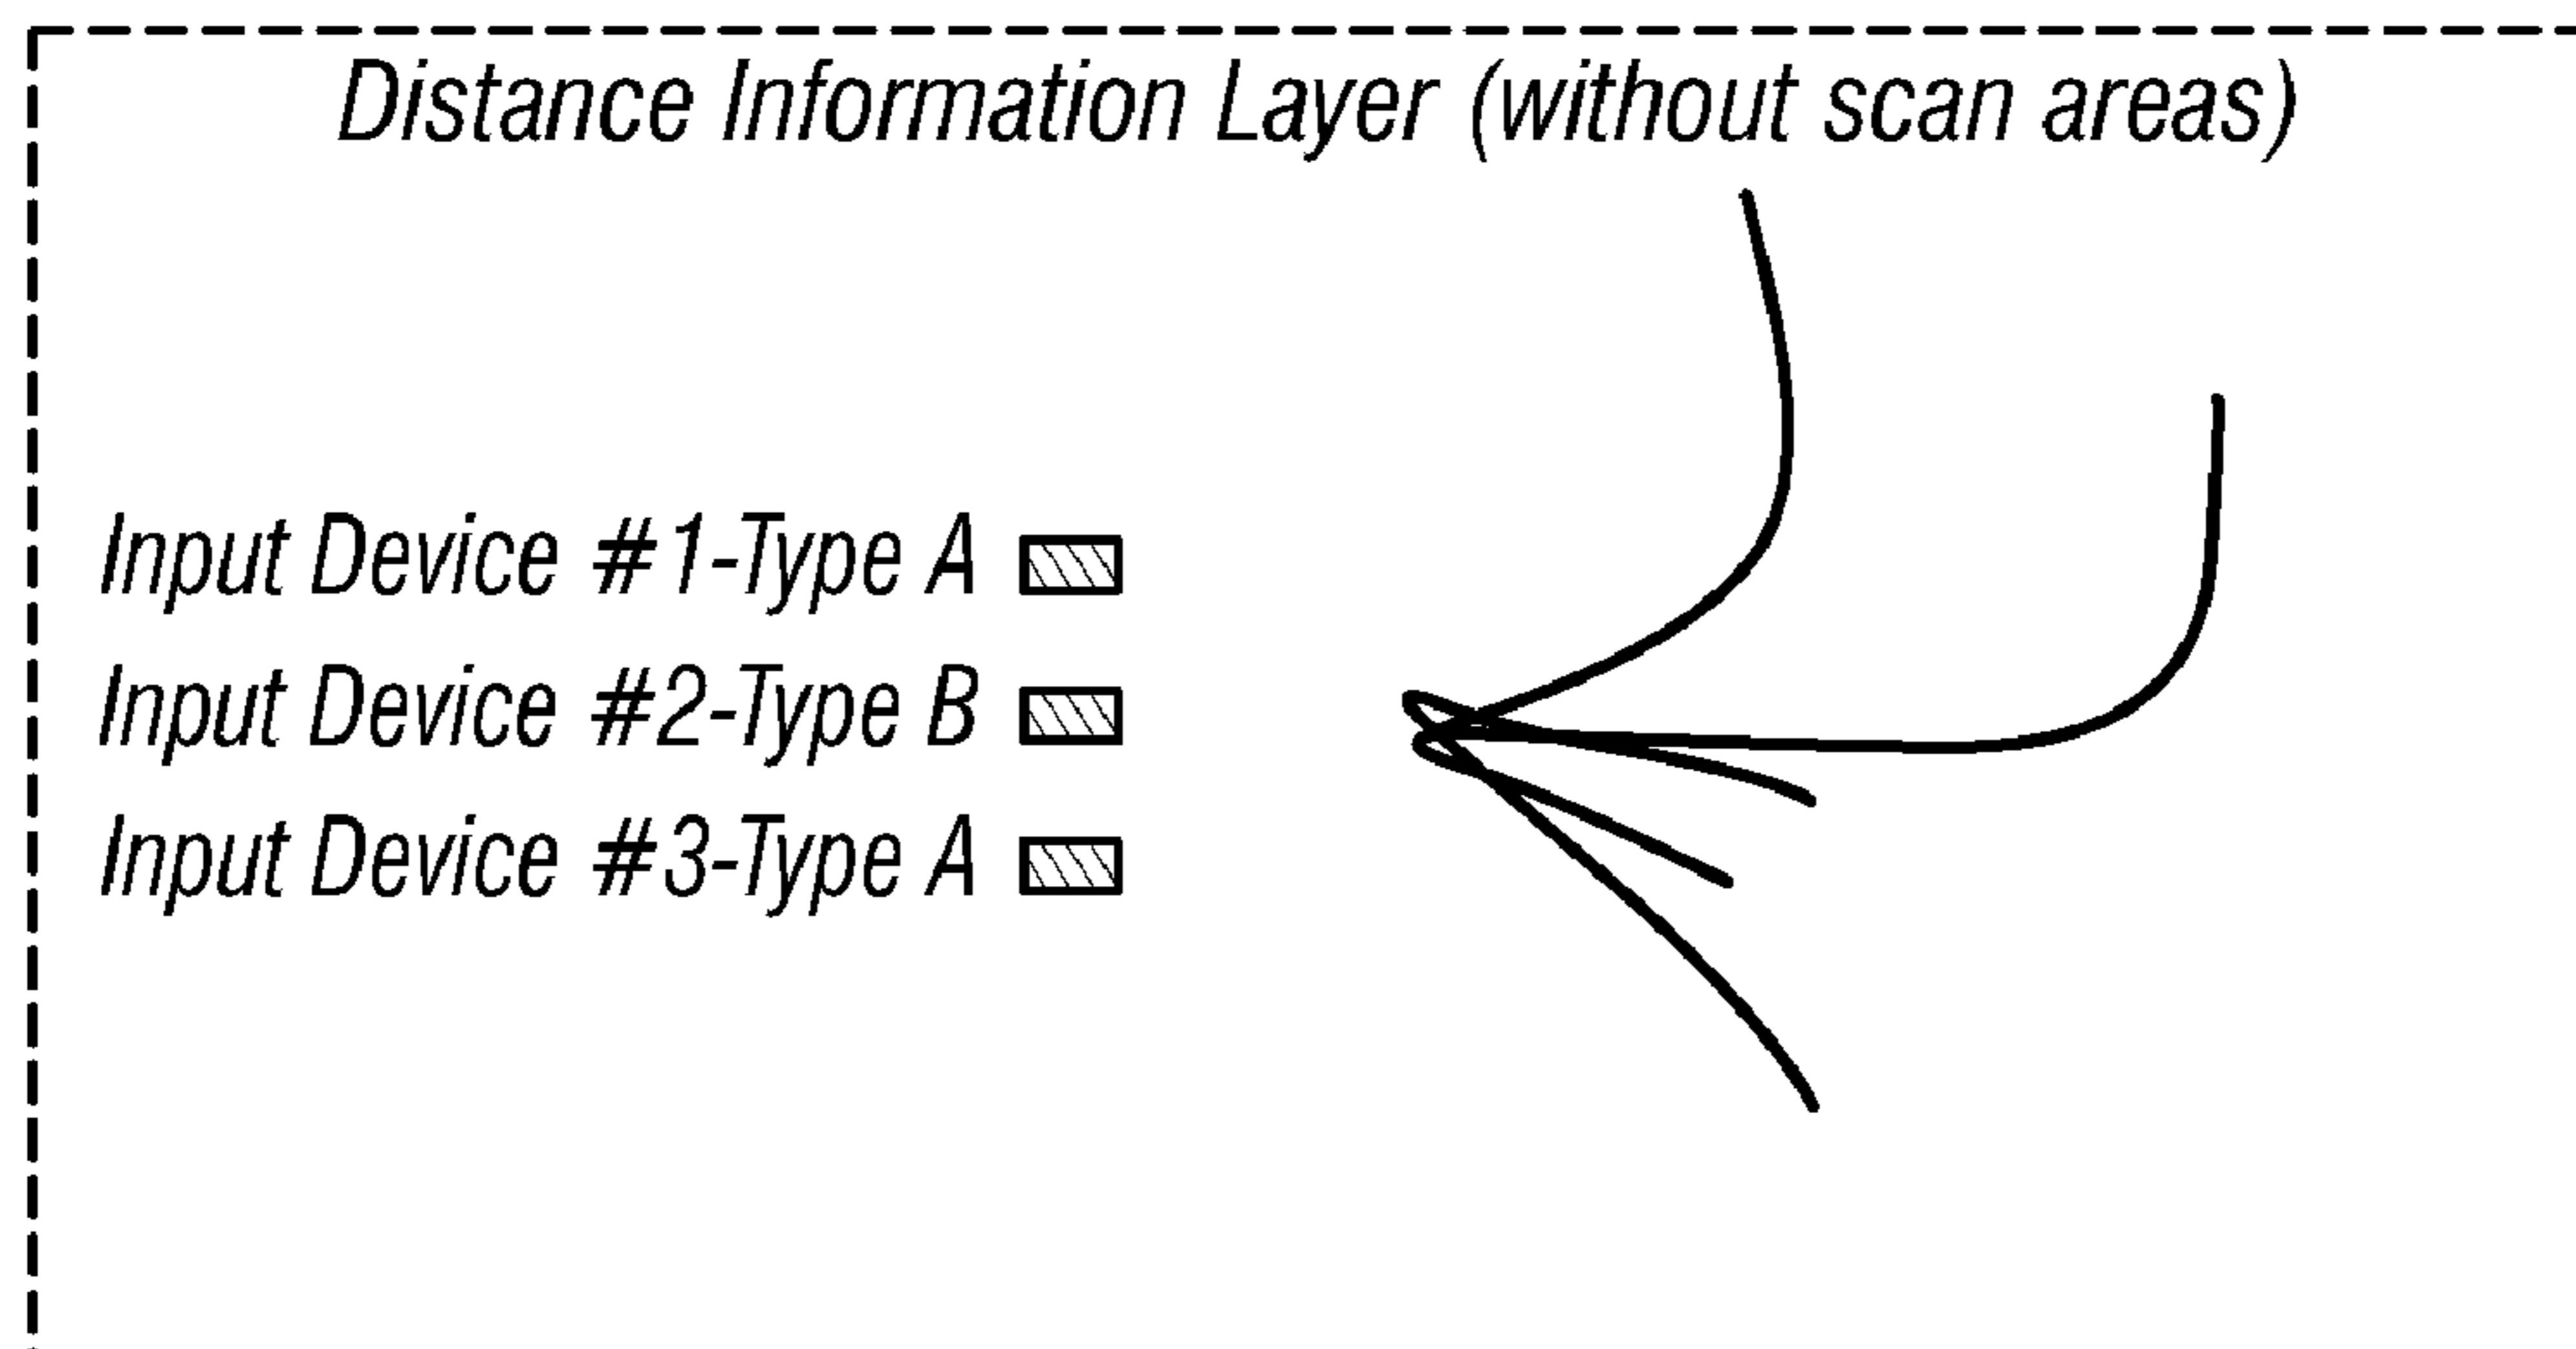 Distance Information Layer (without scan areas)
Input Device #1-Type A
Input Device #2-Type B
Input Device #3-Type A